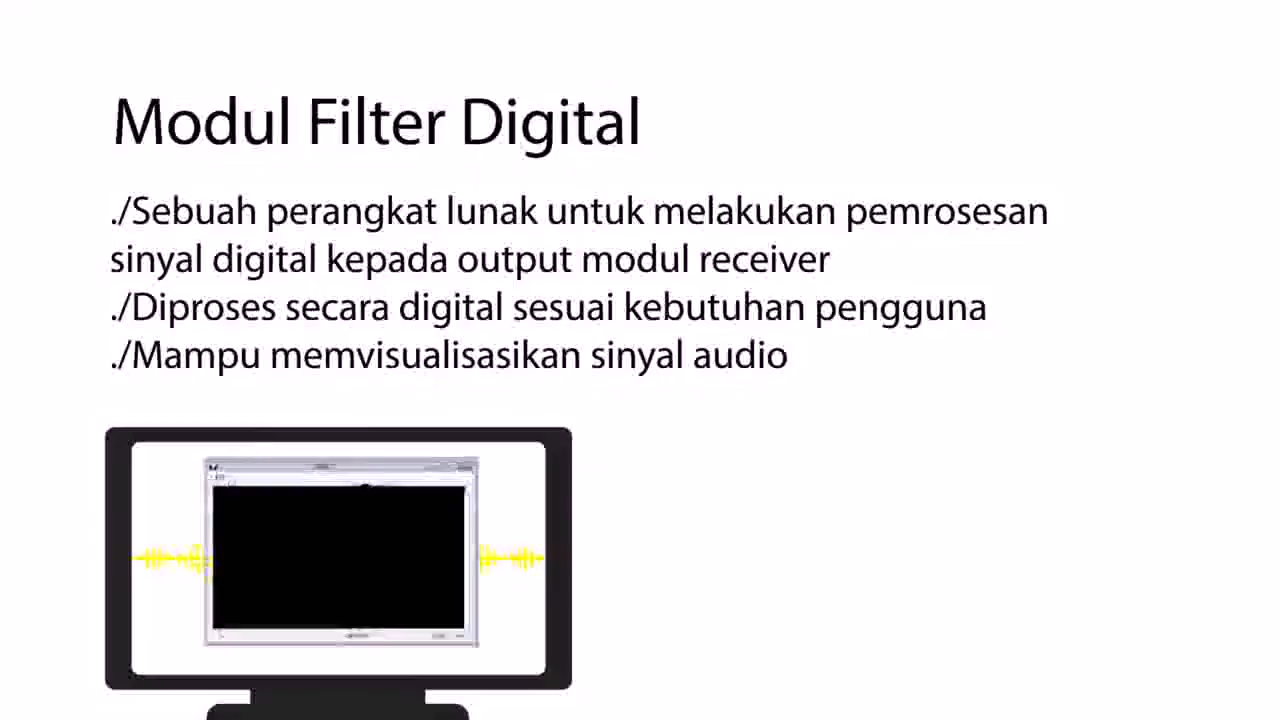 Modul Filter Digital
./Sebuah perangkat lunak untuk melakukan pemrosesan
sinyal digital kepada output modul receiver
./Diproses secara digital sesuai kebutuhan pengguna
./Mampu memvisualisasikan sinyal audio